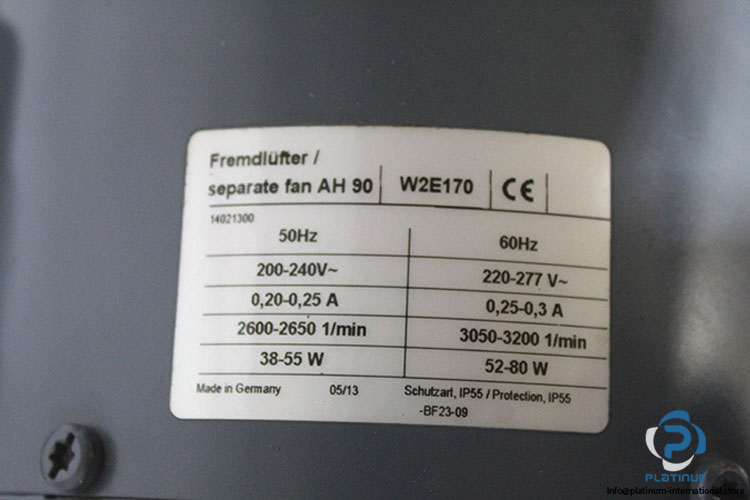 Fremdlüfter /
separate fan AH 90 W2E170 CE
14021300
50Hz 60Hz
200-240V~ 220-277 V~
0,20-0,25 A 0,25-0,3 A
2600-2650 1/min 3050-3200 1/min
38-55 W 52-80 W
Made in Germany 05/13 Schutzart, IP55 / Protection, IP55
-BF23-09
PLATINUM
info@platinum-international.store